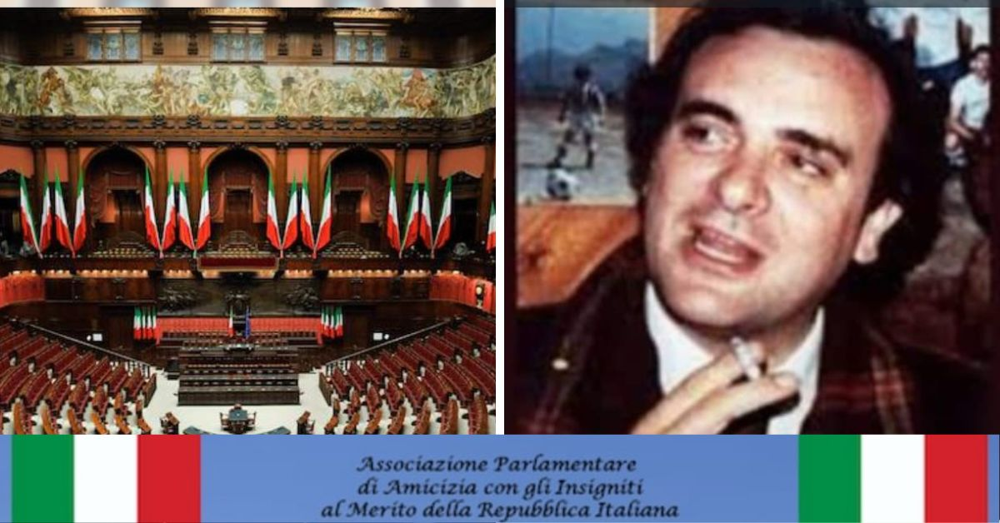 Associazione Parlamentare
di Amicizia con gli Insigniti
al Merito della Repubblica Italiana